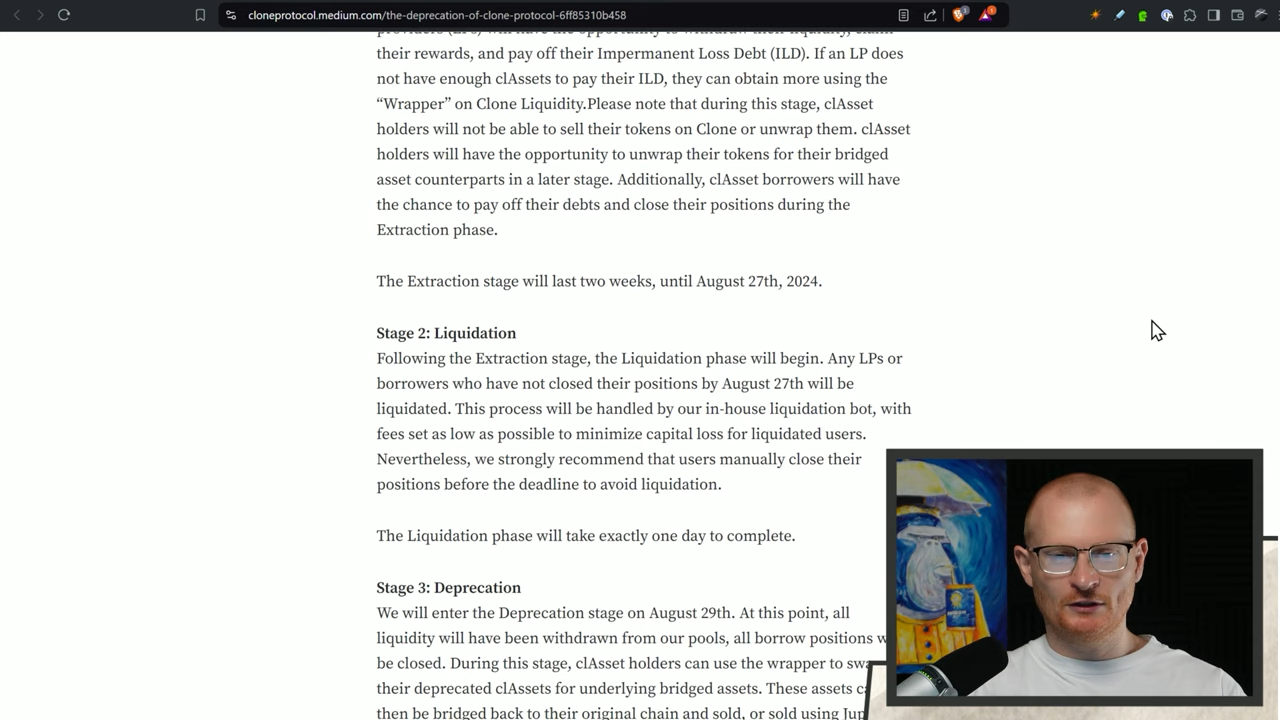 cloneprotocol.medium.com/the-deprecation-of-clone-protocol-6ff85310b458
their rewards, and pay off their Impermanent Loss Debt (ILD). If an LP does
not have enough clAssets to pay their ILD, they can obtain more using the
“Wrapper” on Clone Liquidity.Please note that during this stage, clAsset
holders will not be able to sell their tokens on Clone or unwrap them. clAsset
holders will have the opportunity to unwrap their tokens for their bridged
asset counterparts in a later stage. Additionally, clAsset borrowers will have
the chance to pay off their debts and close their positions during the
Extraction phase.
The Extraction stage will last two weeks, until August 27th, 2024.
Stage 2: Liquidation
Following the Extraction stage, the Liquidation phase will begin. Any LPs or
borrowers who have not closed their positions by August 27th will be
liquidated. This process will be handled by our in-house liquidation bot, with
fees set as low as possible to minimize capital loss for liquidated users.
Nevertheless, we strongly recommend that users manually close their
positions before the deadline to avoid liquidation.
The Liquidation phase will take exactly one day to complete.
Stage 3: Deprecation
We will enter the Deprecation stage on August 29th. At this point, all
liquidity will have been withdrawn from our pools, all borrow positions
be closed. During this stage, clAsset holders can use the wrapper to
their deprecated clAssets for underlying bridged assets. These assets
then be bridged back to their original chain and sold, or sold using